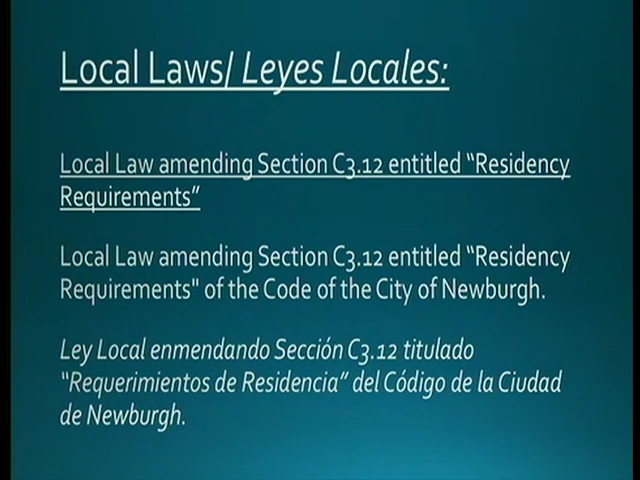 Local Laws/ Leyes Locales:
Local Law amending Section C3.12 entitled “Residency
Requirements”
Local Law amending Section C3.12 entitled “Residency
Requirements" of the Code of the City of Newburgh.
Ley Local enmendando Sección C3.12 titulado
“Requerimientos de Residencia” del Código de la Ciudad
de Newburgh.